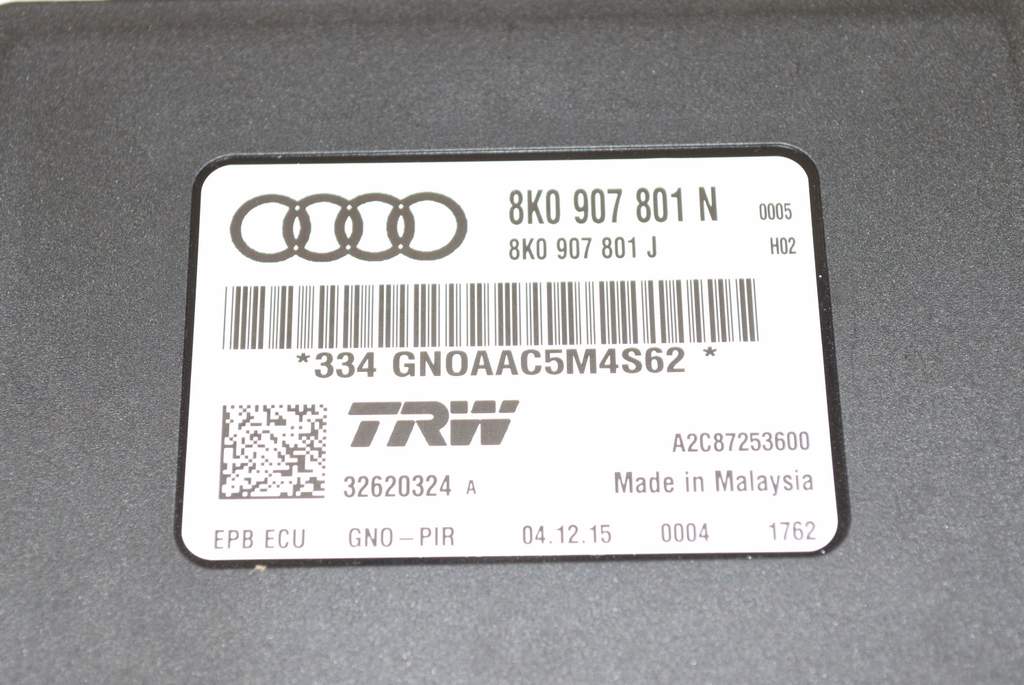 8K0 907 801 N 0005
8K0 907 801 J H02
*334 GNOAAC5M4S62 *
TRW
A2C87253600
32620324 A Made in Malaysia
EPB ECU GNO-PIR 04.12.15 0004 1762